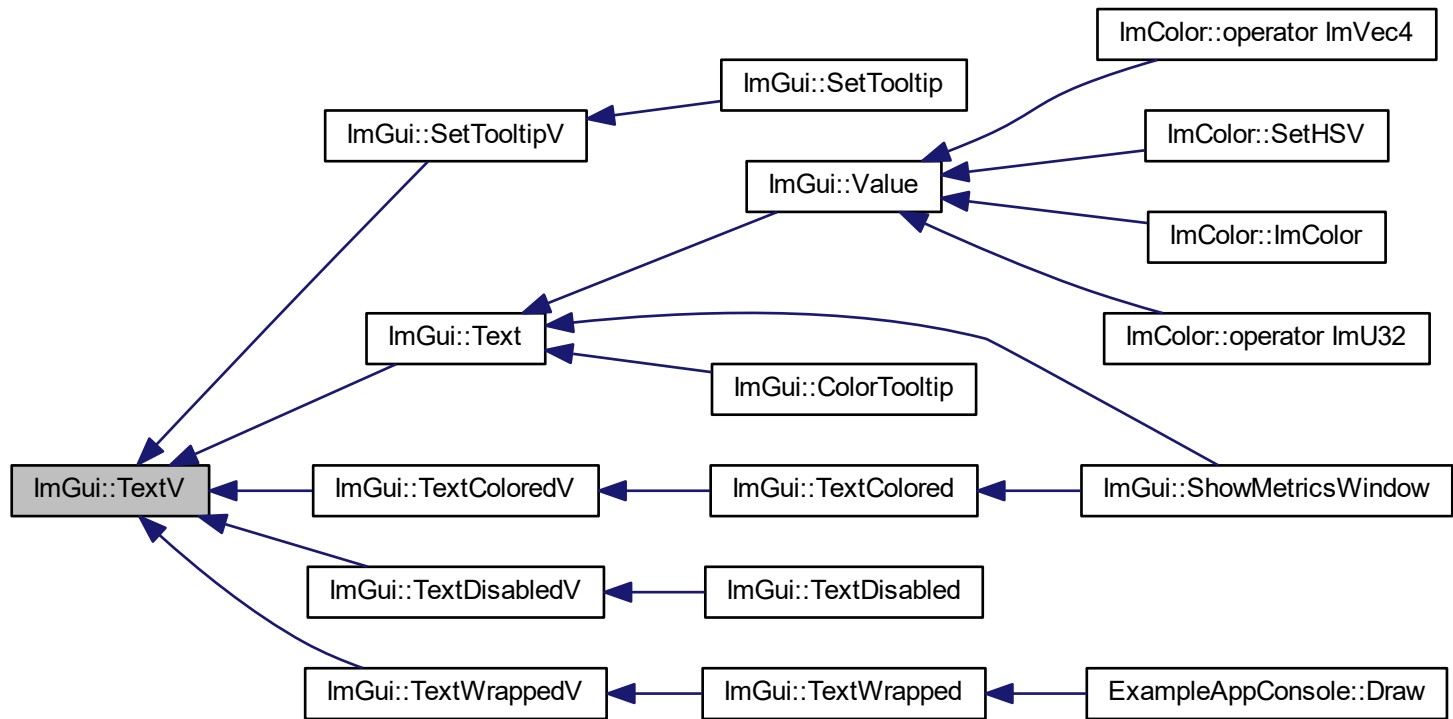 ImColor::operator ImVec4
ImGui::SetTooltip
ImGui::SetTooltipV
ImColor::SetHSV
ImGui::Value
ImColor::ImColor
ImGui::Text
ImColor::operator ImU32
ImGui::ColorTooltip
ImGui::TextV
ImGui::TextColoredV
ImGui::TextColored
ImGui::ShowMetricsWindow
ImGui::TextDisabledV
ImGui::TextDisabled
ImGui::TextWrappedV
ImGui::TextWrapped
ExampleAppConsole::Draw